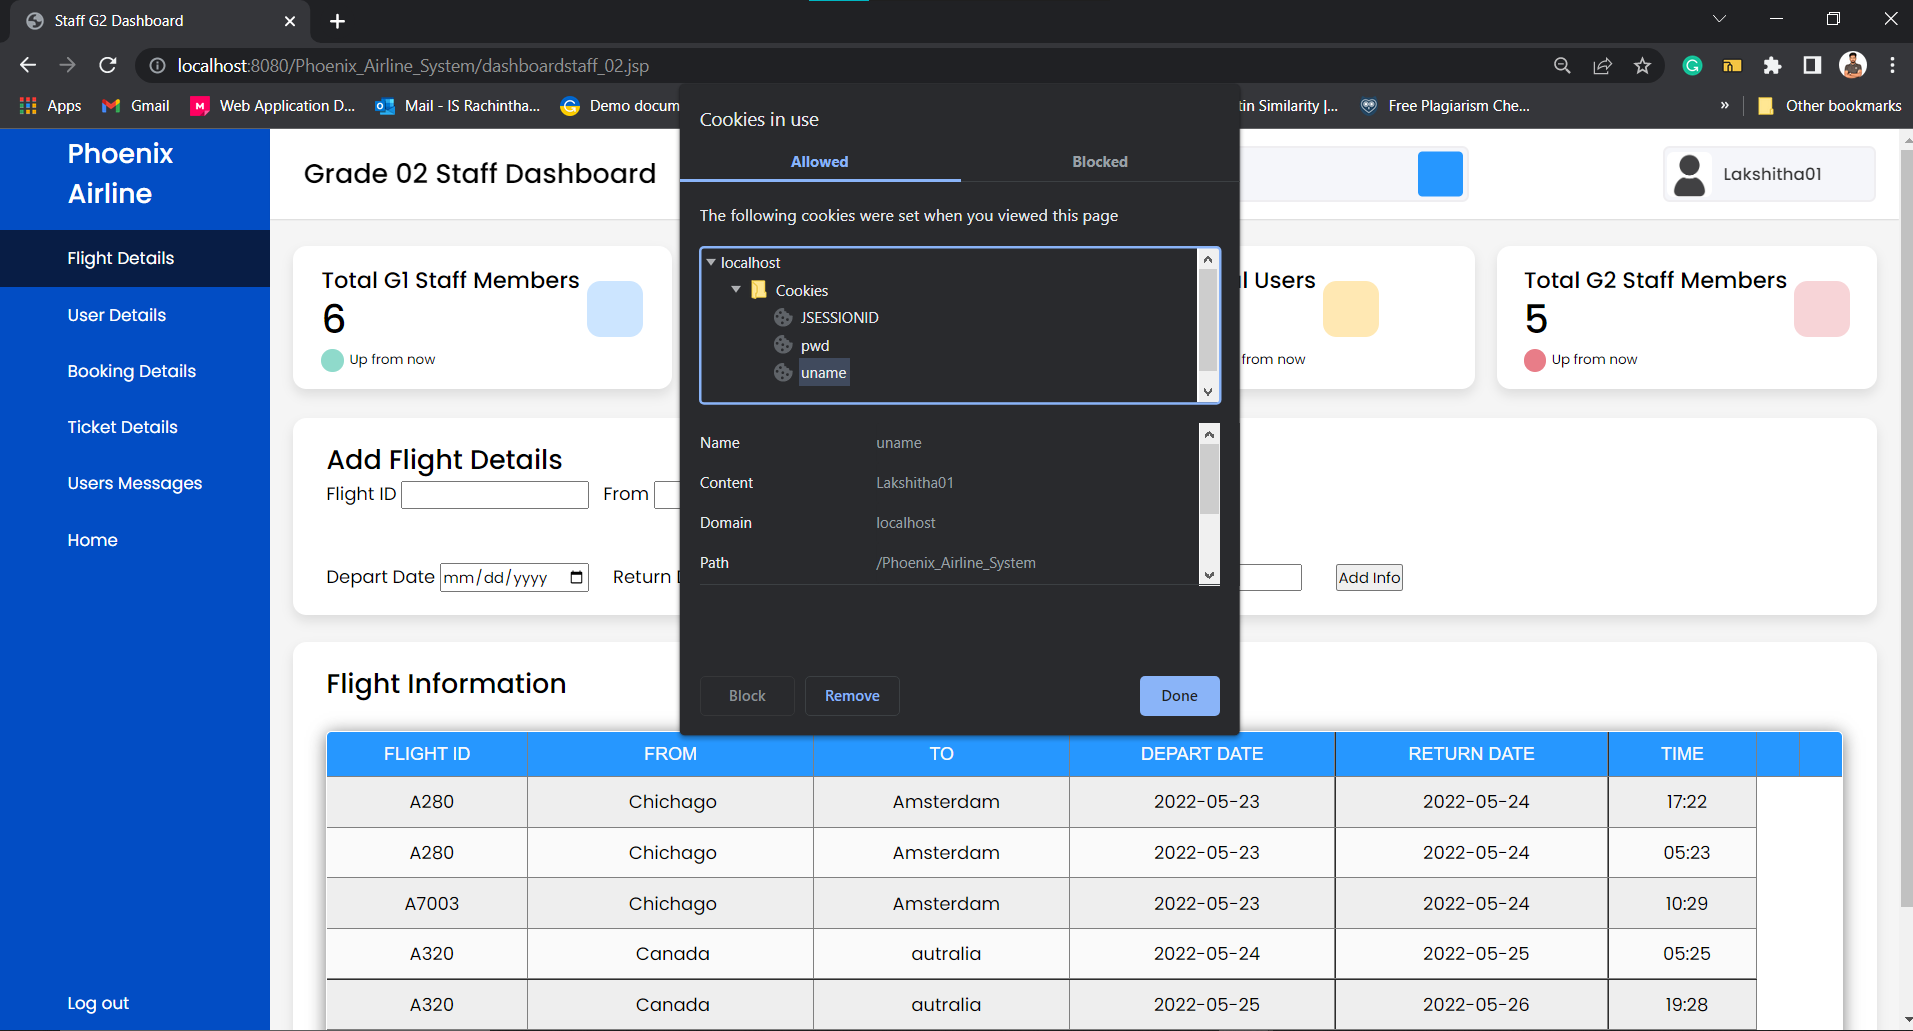 Staff G2 Dashboard
localhost:8080/Phoenix_Airline_System/dashboardstaff_02.jsp
Apps Gmail Web Application D... Mail - IS Rachintha... Demo docum tin Similarity |... Free Plagiarism Che... » Other bookmarks
Phoenix
Airline
Flight Details
User Details
Booking Details
Ticket Details
Users Messages
Home
Log out
Grade 02 Staff Dashboard
Lakshitha01
Total G1 Staff Members
6
Up from now
l Users
from now
Total G2 Staff Members
5
Up from now
Cookies in use
Allowed Blocked
The following cookies were set when you viewed this page
localhost
Cookies
JSESSIONID
pwd
uname
Name uname
Content Lakshitha01
Domain localhost
Path /Phoenix_Airline_System
Block Remove Done
Add Flight Details
Flight ID From
Depart Date mm/dd/yyyy Return D Add Info
Flight Information
FLIGHT ID FROM TO DEPART DATE RETURN DATE TIME
A280 Chichago Amsterdam 2022-05-23 2022-05-24 17:22
A280 Chichago Amsterdam 2022-05-23 2022-05-24 05:23
A7003 Chichago Amsterdam 2022-05-23 2022-05-24 10:29
A320 Canada autralia 2022-05-24 2022-05-25 05:25
A320 Canada autralia 2022-05-25 2022-05-26 19:28